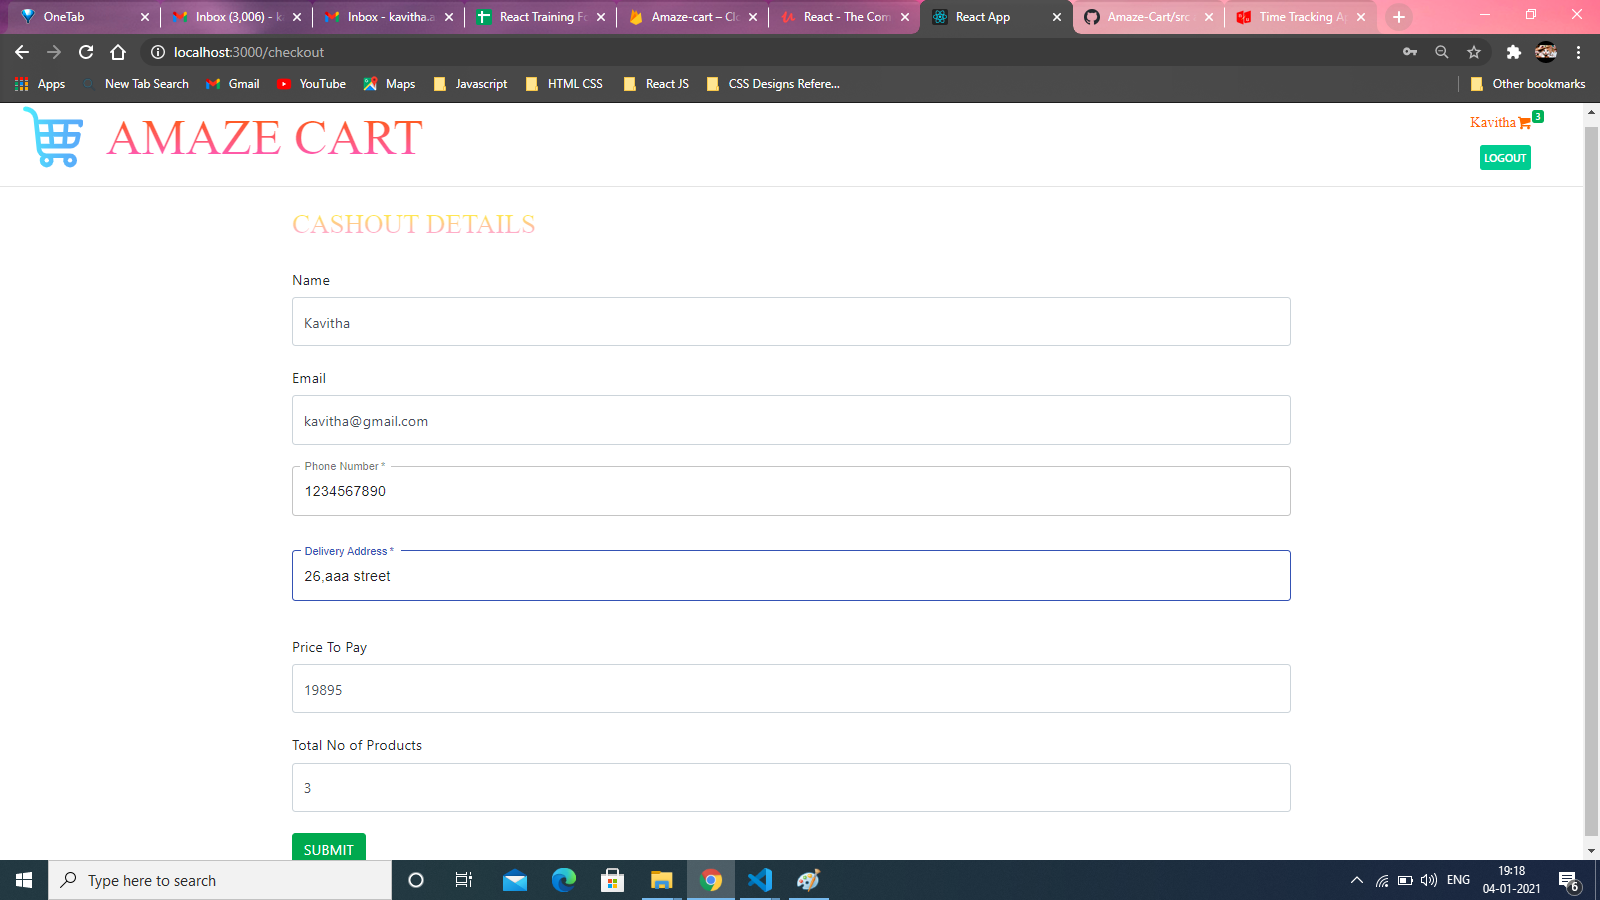 OneTab
Inbox (3,006) - k
Inbox - kavitha.a
React Training Fo
Amaze-cart – Clo
React - The Com
React App
Amaze-Cart/src
Time Tracking Ap
localhost:3000/checkout
Apps
New Tab Search
Gmail
YouTube
Maps
Javascript
HTML CSS
React JS
CSS Designs Refere...
Other bookmarks
AMAZE CART
Kavitha
3
LOGOUT
CASHOUT DETAILS
Name
Kavitha
Email
kavitha@gmail.com
Phone Number *
1234567890
Delivery Address *
26,aaa street
Price To Pay
19895
Total No of Products
3
SUBMIT
Type here to search
ENG
19:18
04-01-2021
6